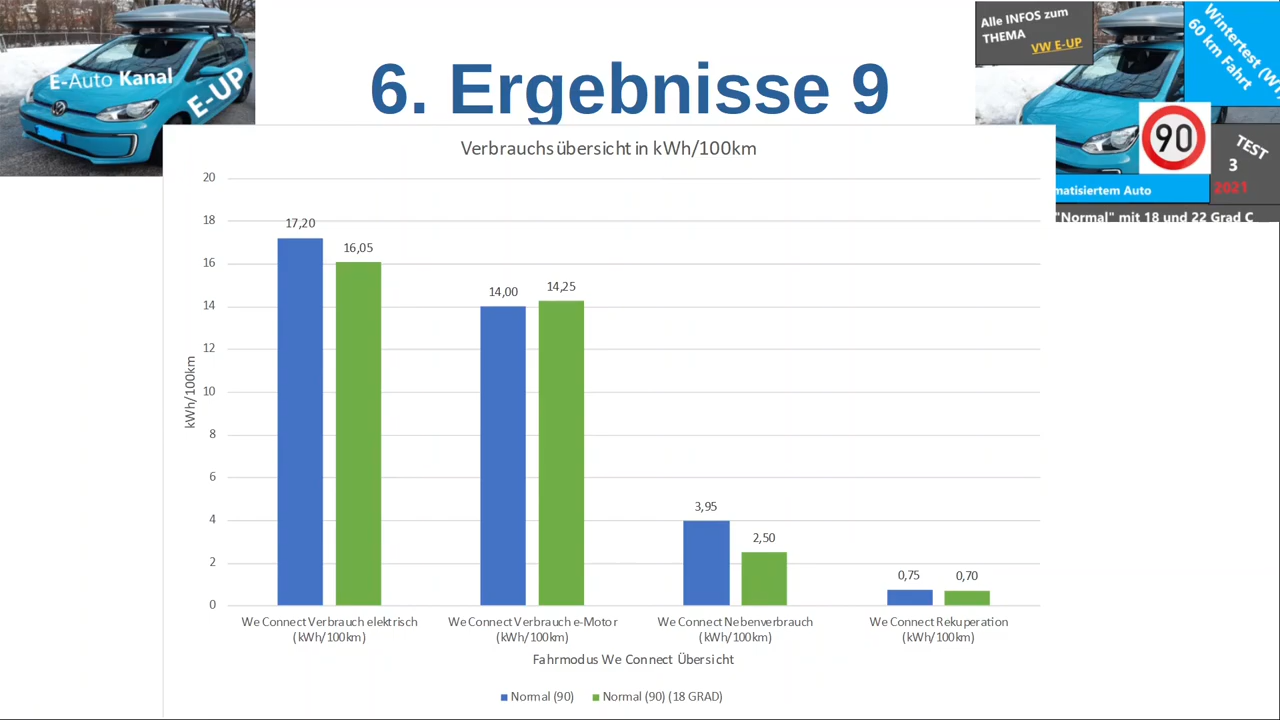 E-Auto Kanal
E-UP
Alle INFOS zum
THEMA
VW E-UP
60 km Fahrt
90
TEST
3
2021
matisiertem Auto
"Normal" mit 18 und 22 Grad C
6. Ergebnisse 9
Verbrauchsübersicht in kWh/100km
20
18
16
14
12
10
8
6
4
2
0
kWh/100km
17,20
16,05
14,00
14,25
3,95
2,50
0,75
0,70
We Connect Verbrauch elektrisch
(kWh/100km)
We Connect Verbrauch e-Motor
(kWh/100km)
We Connect Nebenverbrauch
(kWh/100km)
We Connect Rekuperation
(kWh/100km)
Fahrmodus We Connect Übersicht
Normal (90)
Normal (90) (18 GRAD)